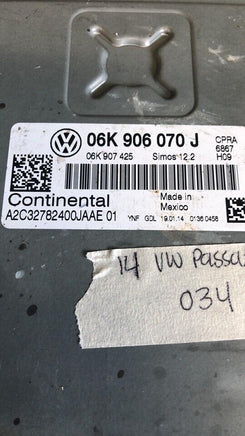 06K 906 070 J
CPRA
06K 907 425
Simos 12.2
6867
H09
Continental
Made in
Mexico
A2C32782400JAAE 01
YNF GDL 19.01.14 0136 0456
14 VW Passa
034